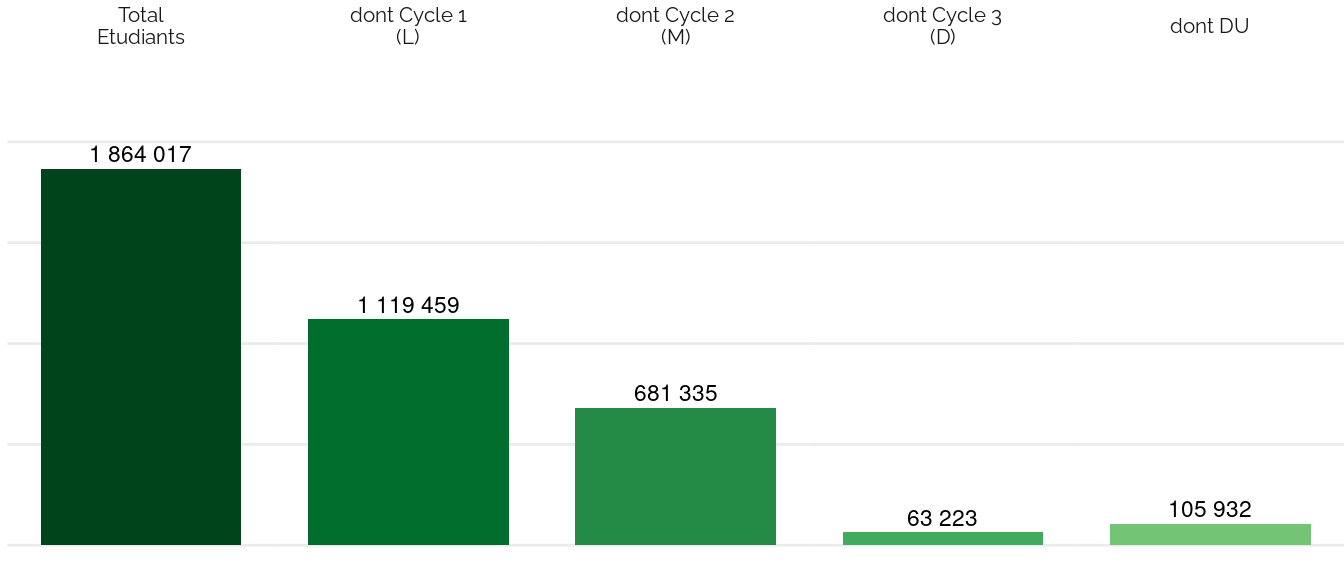 Total
Etudiants
dont Cycle 1
(L)
dont Cycle 2
(M)
dont Cycle 3
(D)
dont DU
1 864 017
1 119 459
681 335
63 223
105 932